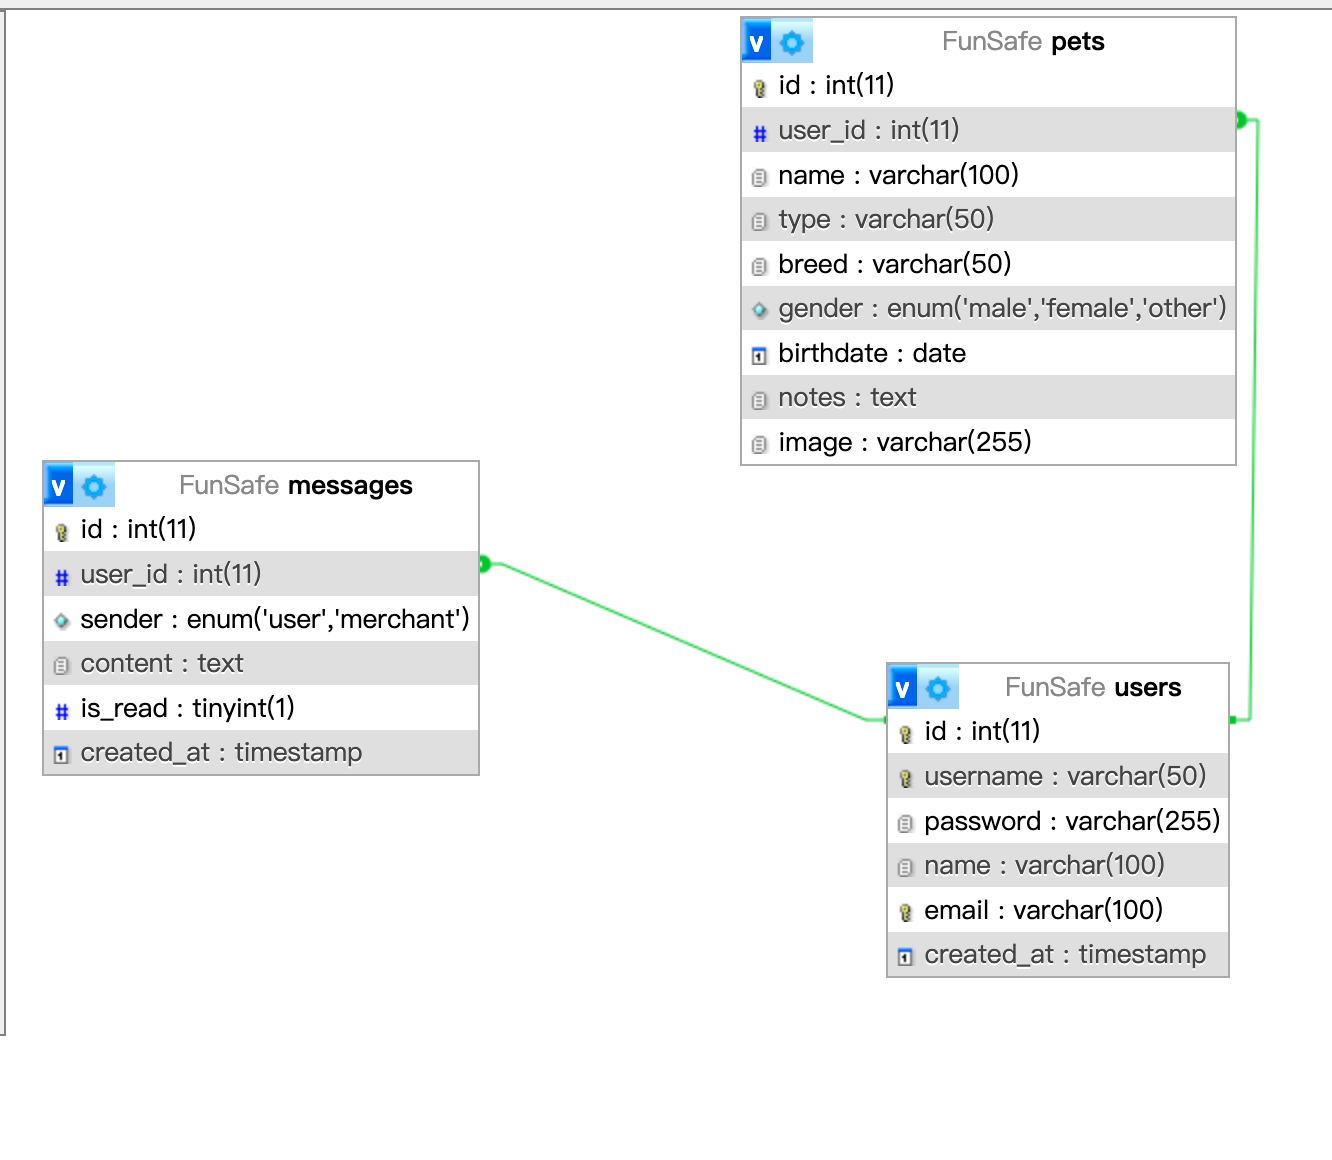 v FunSafe pets
id : int(11)
# user_id : int(11)
name : varchar(100)
type : varchar(50)
breed : varchar(50)
gender : enum('male','female','other')
birthdate : date
notes : text
image : varchar(255)
v FunSafe messages
id : int(11)
# user_id : int(11)
sender : enum('user','merchant')
content : text
# is_read : tinyint(1)
created_at : timestamp
v FunSafe users
id : int(11)
username : varchar(50)
password : varchar(255)
name : varchar(100)
email : varchar(100)
created_at : timestamp